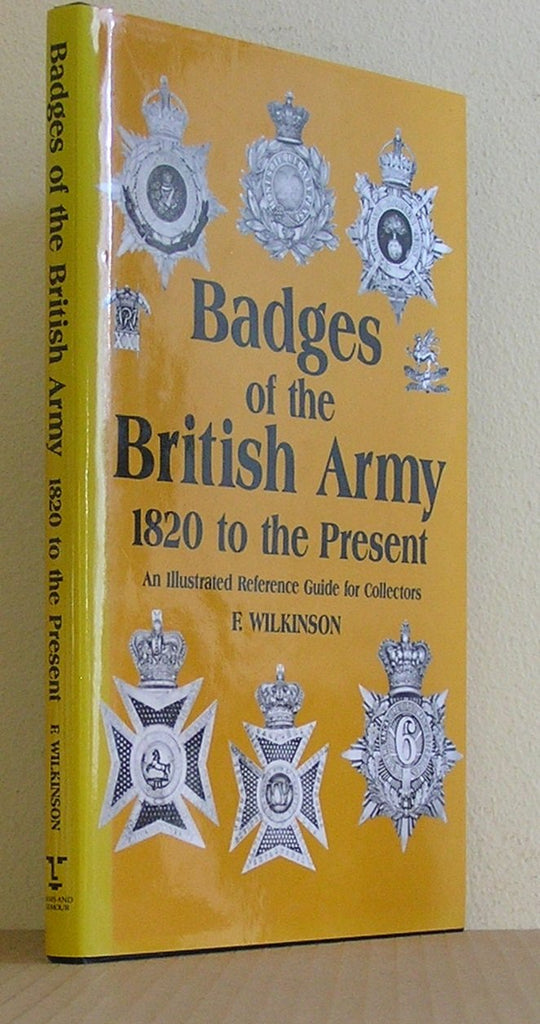 Badges of the British Army 1820 to the Present F. WILKINSON
Badges
of the
British Army
1820 to the Present
An Illustrated Reference Guide for Collectors
F. WILKINSON
6